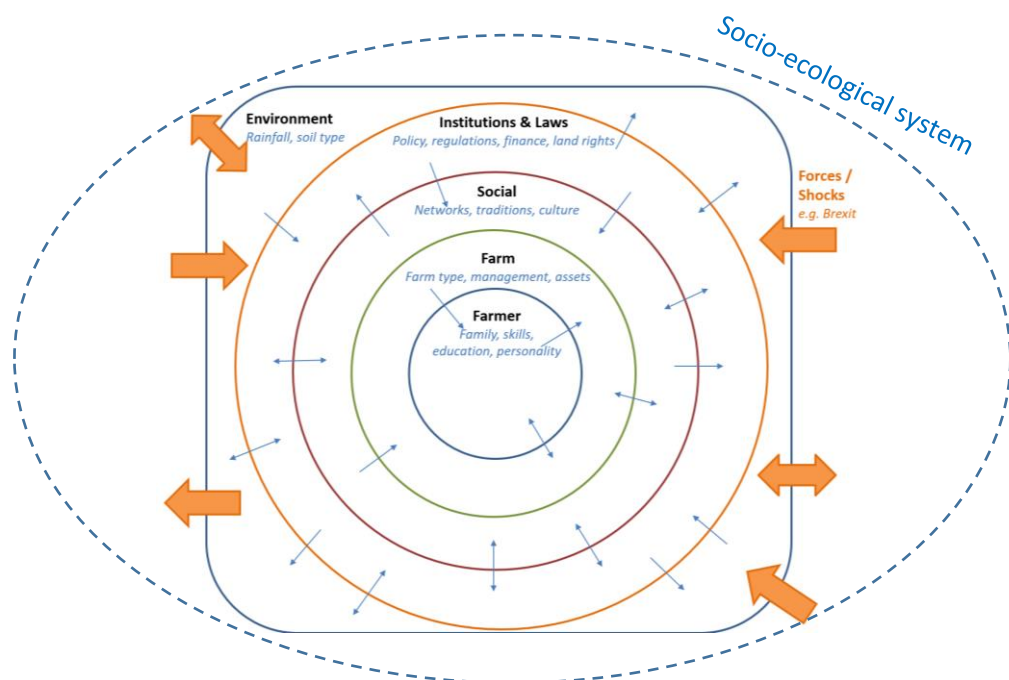 Socio-ecological system
Environment
Rainfall, soil type
Institutions & Laws
Policy, regulations, finance, land rights
Forces /
Shocks
e.g. Brexit
Social
Networks, traditions, culture
Farm
Farm type, management, assets
Farmer
Family, skills,
education, personality